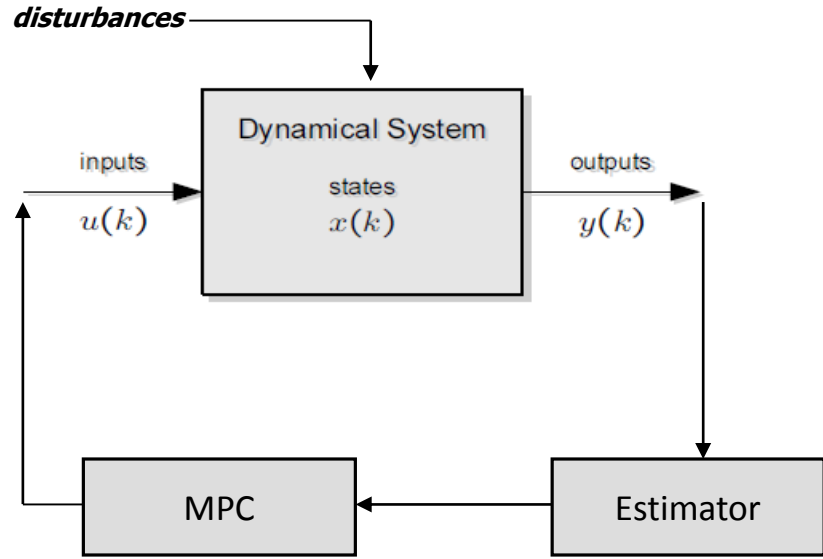 disturbances
Dynamical System
inputs
states
outputs
u(k)
x(k)
y(k)
MPC
Estimator